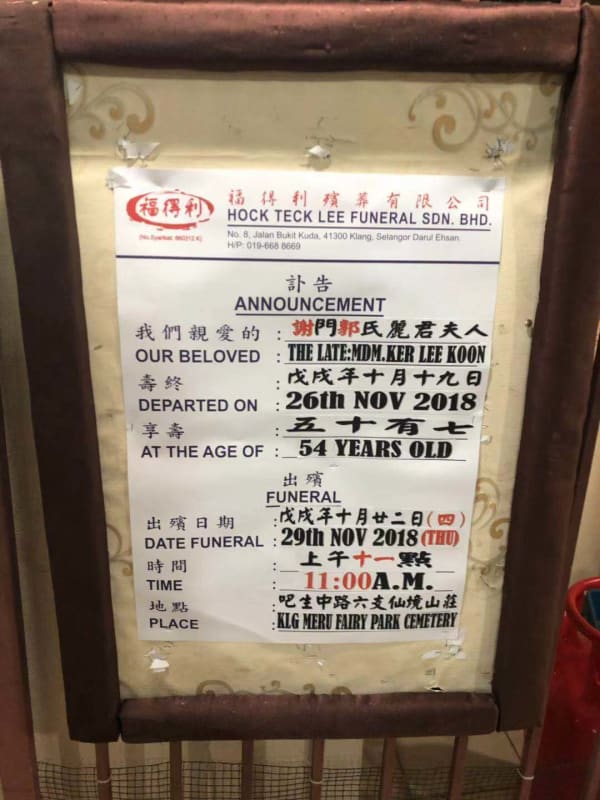 福得利
福得利殯葬有限公司
HOCK TECK LEE FUNERAL SDN. BHD.
No. 8, Jalan Bukit Kuda, 41300 Klang, Selangor Darul Ehsan.
H/P: 019-668 8669
訃告
ANNOUNCEMENT
我們親愛的 謝門郭氏麗君夫人
OUR BELOVED : THE LATE:MDM.KER LEE KOON
壽終 戊戌年十月十九日
DEPARTED ON : 26th NOV 2018
享壽 五十有七
AT THE AGE OF : 54 YEARS OLD
出殯
FUNERAL
出殯日期 戊戌年十月廿二日(四)
DATE FUNERAL : 29th NOV 2018 (THU)
時間 上午十一點
TIME : 11:00A.M.
地點 吧生中路六支仙境山莊
PLACE : KLG MERU FAIRY PARK CEMETERY